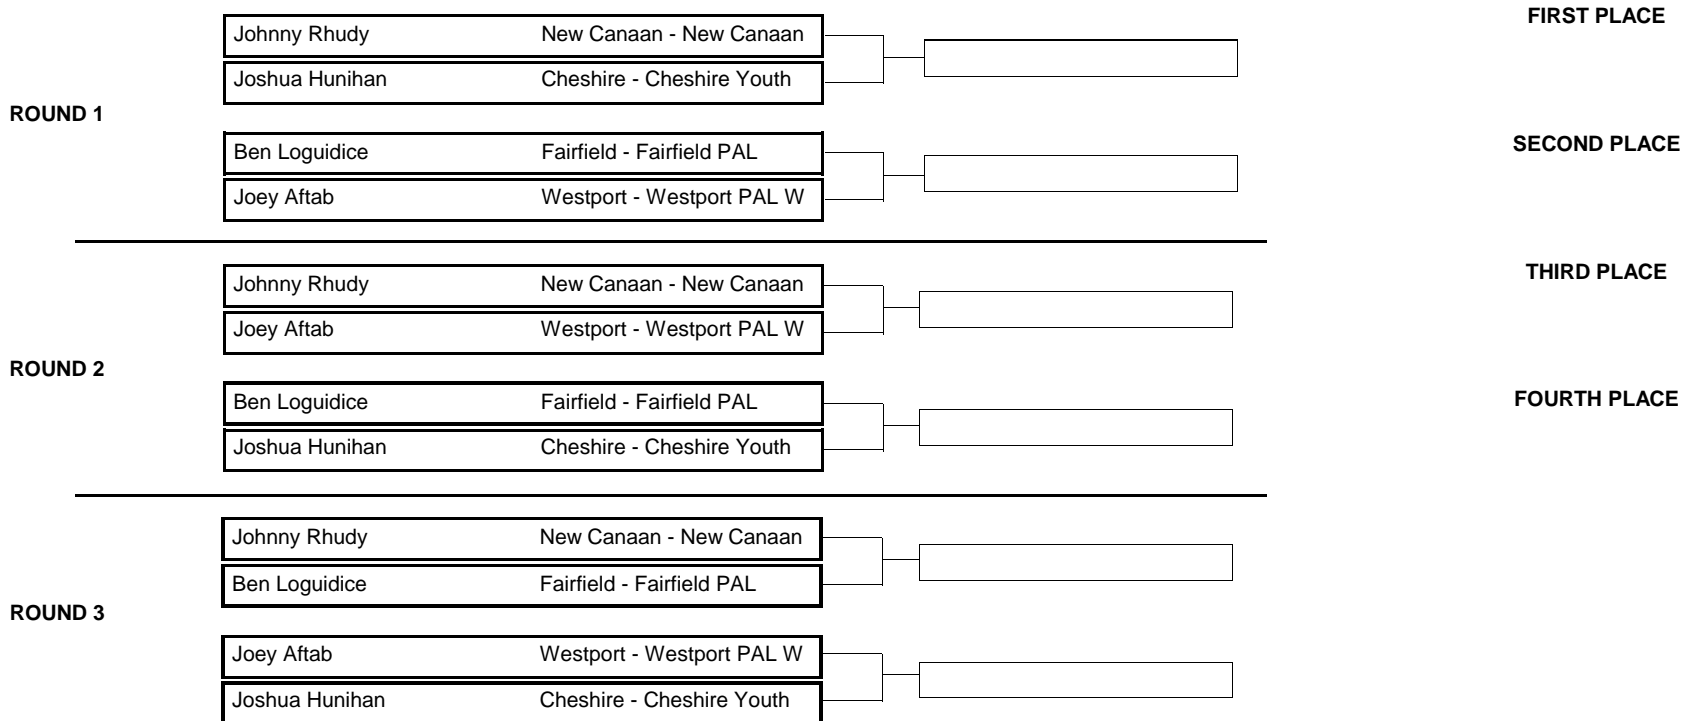 FIRST PLACE
Johnny Rhudy New Canaan - New Canaan
Joshua Hunihan Cheshire - Cheshire Youth
ROUND 1
Ben Loguidice Fairfield - Fairfield PAL
SECOND PLACE
Joey Aftab Westport - Westport PAL W
THIRD PLACE
Johnny Rhudy New Canaan - New Canaan
Joey Aftab Westport - Westport PAL W
ROUND 2
Ben Loguidice Fairfield - Fairfield PAL
FOURTH PLACE
Joshua Hunihan Cheshire - Cheshire Youth
Johnny Rhudy New Canaan - New Canaan
Ben Loguidice Fairfield - Fairfield PAL
ROUND 3
Joey Aftab Westport - Westport PAL W
Joshua Hunihan Cheshire - Cheshire Youth